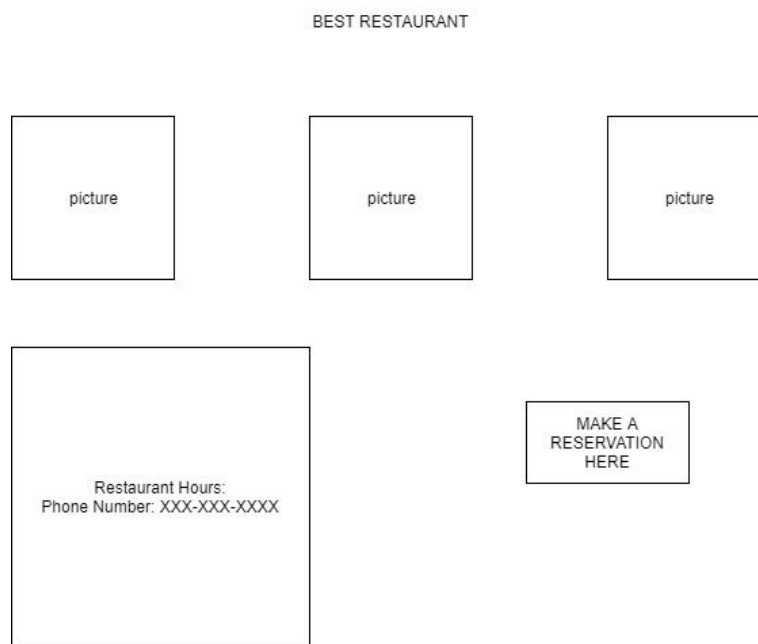 BEST RESTAURANT
picture
picture
picture
Restaurant Hours:
Phone Number: XXX-XXX-XXXX
MAKE A
RESERVATION
HERE